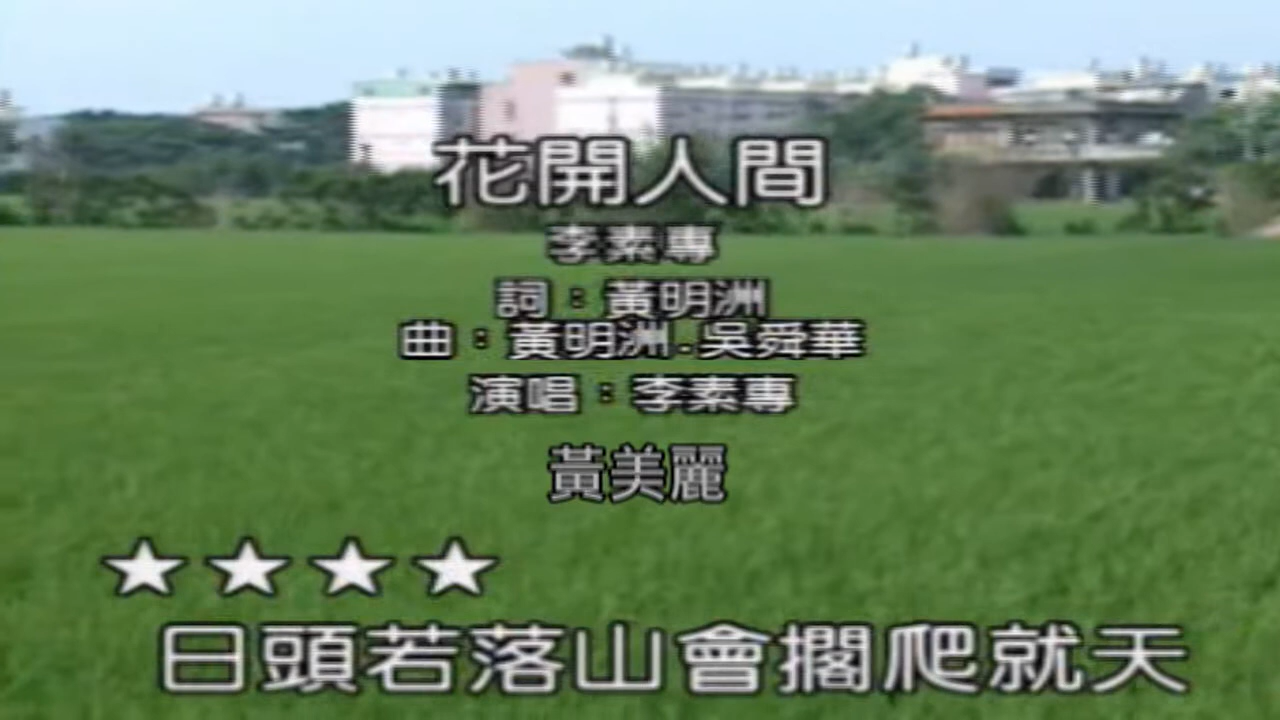 花開人間
李素專
詞：黃明洲
曲：黃明洲.吳舜華
演唱：李素專
黃美麗
★★★★
日頭若落山會擱爬就天